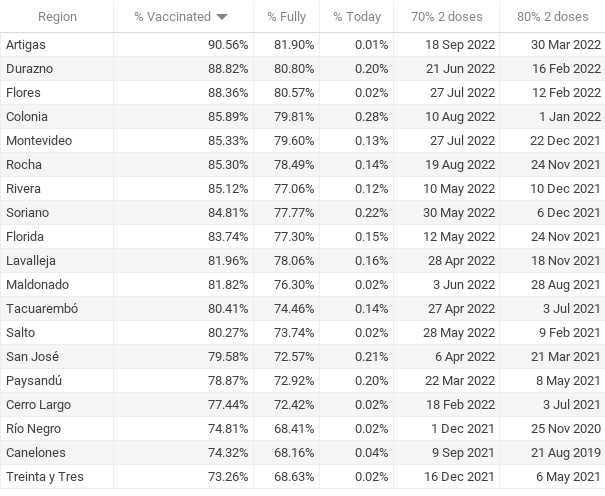 Region % Vaccinated % Fully % Today 70% 2 doses 80% 2 doses
Artigas 90.56% 81.90% 0.01% 18 Sep 2022 30 Mar 2022
Durazno 88.82% 80.80% 0.20% 21 Jun 2022 16 Feb 2022
Flores 88.36% 80.57% 0.02% 27 Jul 2022 12 Feb 2022
Colonia 85.89% 79.81% 0.28% 10 Aug 2022 1 Jan 2022
Montevideo 85.33% 79.60% 0.13% 27 Jul 2022 22 Dec 2021
Rocha 85.30% 78.49% 0.14% 19 Aug 2022 24 Nov 2021
Rivera 85.12% 77.06% 0.12% 10 May 2022 10 Dec 2021
Soriano 84.81% 77.77% 0.22% 30 May 2022 6 Dec 2021
Florida 83.74% 77.30% 0.15% 12 May 2022 24 Nov 2021
Lavalleja 81.96% 78.06% 0.16% 28 Apr 2022 18 Nov 2021
Maldonado 81.82% 76.30% 0.02% 3 Jun 2022 28 Aug 2021
Tacuarembó 80.41% 74.46% 0.14% 27 Apr 2022 3 Jul 2021
Salto 80.27% 73.74% 0.02% 28 May 2022 9 Feb 2021
San José 79.58% 72.57% 0.21% 6 Apr 2022 21 Mar 2021
Paysandú 78.87% 72.92% 0.20% 22 Mar 2022 8 May 2021
Cerro Largo 77.44% 72.42% 0.02% 18 Feb 2022 3 Jul 2021
Río Negro 74.81% 68.41% 0.02% 1 Dec 2021 25 Nov 2020
Canelones 74.32% 68.16% 0.04% 9 Sep 2021 21 Aug 2019
Treinta y Tres 73.26% 68.63% 0.02% 16 Dec 2021 6 May 2021